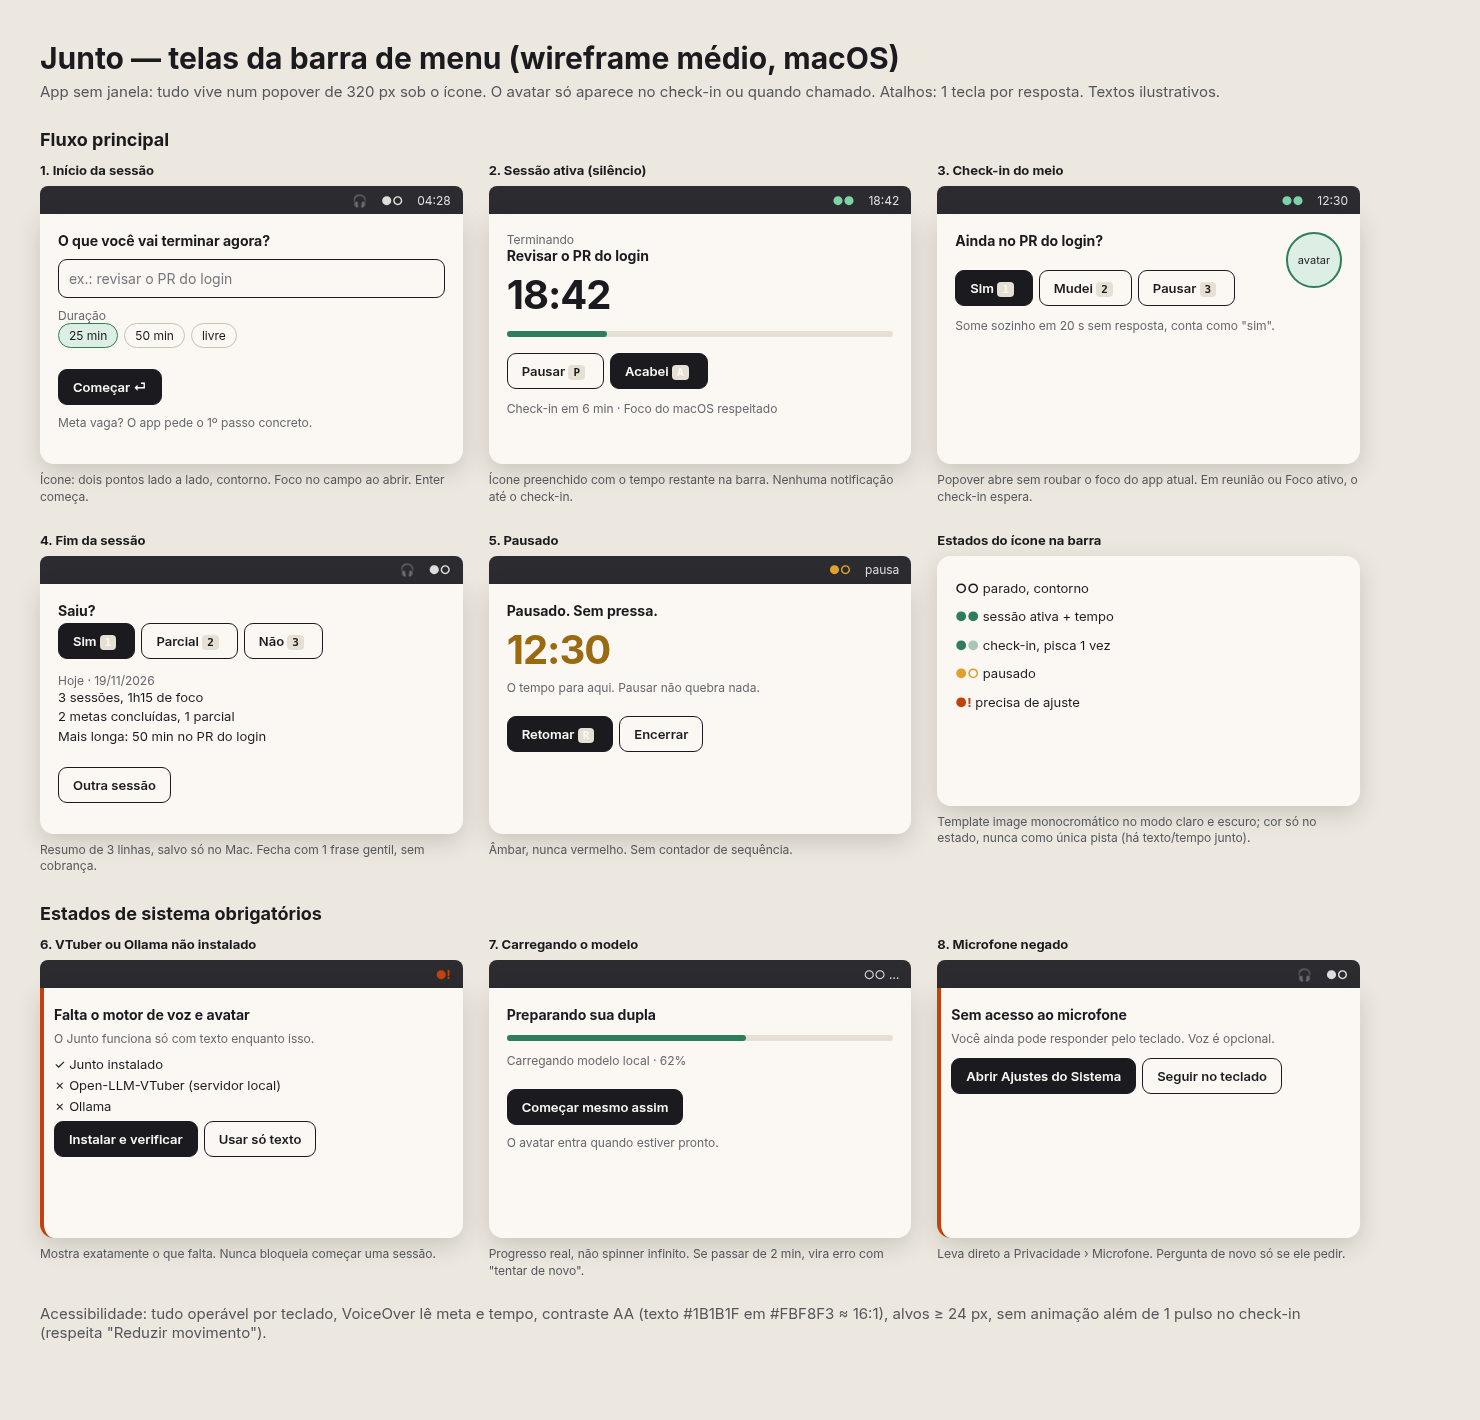 Junto — telas da barra de menu (wireframe médio, macOS)
App sem janela: tudo vive num popover de 320 px sob o ícone. O avatar só aparece no check-in ou quando chamado. Atalhos: 1 tecla por resposta. Textos ilustrativos.
Fluxo principal
1. Início da sessão
04:28
O que você vai terminar agora?
ex.: revisar o PR do login
Duração
25 min
50 min
livre
Começar ⏎
Meta vaga? O app pede o 1º passo concreto.
Ícone: dois pontos lado a lado, contorno. Foco no campo ao abrir. Enter
começa.
2. Sessão ativa (silêncio)
18:42
Terminando
Revisar o PR do login
18:42
Pausar P
Acabei A
Check-in em 6 min · Foco do macOS respeitado
Ícone preenchido com o tempo restante na barra. Nenhuma notificação
até o check-in.
3. Check-in do meio
12:30
Ainda no PR do login?
avatar
Sim 1
Mudei 2
Pausar 3
Some sozinho em 20 s sem resposta, conta como "sim".
Popover abre sem roubar o foco do app atual. Em reunião ou Foco ativo, o
check-in espera.
4. Fim da sessão
Saiu?
Sim 1
Parcial 2
Não 3
Hoje · 19/11/2026
3 sessões, 1h15 de foco
2 metas concluídas, 1 parcial
Mais longa: 50 min no PR do login
Outra sessão
Resumo de 3 linhas, salvo só no Mac. Fecha com 1 frase gentil, sem
cobrança.
5. Pausado
pausa
Pausado. Sem pressa.
12:30
O tempo para aqui. Pausar não quebra nada.
Retomar R
Encerrar
Âmbar, nunca vermelho. Sem contador de sequência.
Estados do ícone na barra
parado, contorno
sessão ativa + tempo
check-in, pisca 1 vez
pausado
! precisa de ajuste
Template image monocromático no modo claro e escuro; cor só no
estado, nunca como única pista (há texto/tempo junto).
Estados de sistema obrigatórios
6. VTuber ou Ollama não instalado
!
Falta o motor de voz e avatar
O Junto funciona só com texto enquanto isso.
✓ Junto instalado
× Open-LLM-VTuber (servidor local)
× Ollama
Instalar e verificar
Usar só texto
Mostra exatamente o que falta. Nunca bloqueia começar uma sessão.
7. Carregando o modelo
…
Preparando sua dupla
Carregando modelo local · 62%
Começar mesmo assim
O avatar entra quando estiver pronto.
Progresso real, não spinner infinito. Se passar de 2 min, vira erro com
"tentar de novo".
8. Microfone negado
Sem acesso ao microfone
Você ainda pode responder pelo teclado. Voz é opcional.
Abrir Ajustes do Sistema
Seguir no teclado
Leva direto a Privacidade › Microfone. Pergunta de novo só se ele pedir.
Acessibilidade: tudo operável por teclado, VoiceOver lê meta e tempo, contraste AA (texto #1B1B1F em #FBF8F3 ≈ 16:1), alvos ≥ 24 px, sem animação além de 1 pulso no check-in
(respeita "Reduzir movimento").